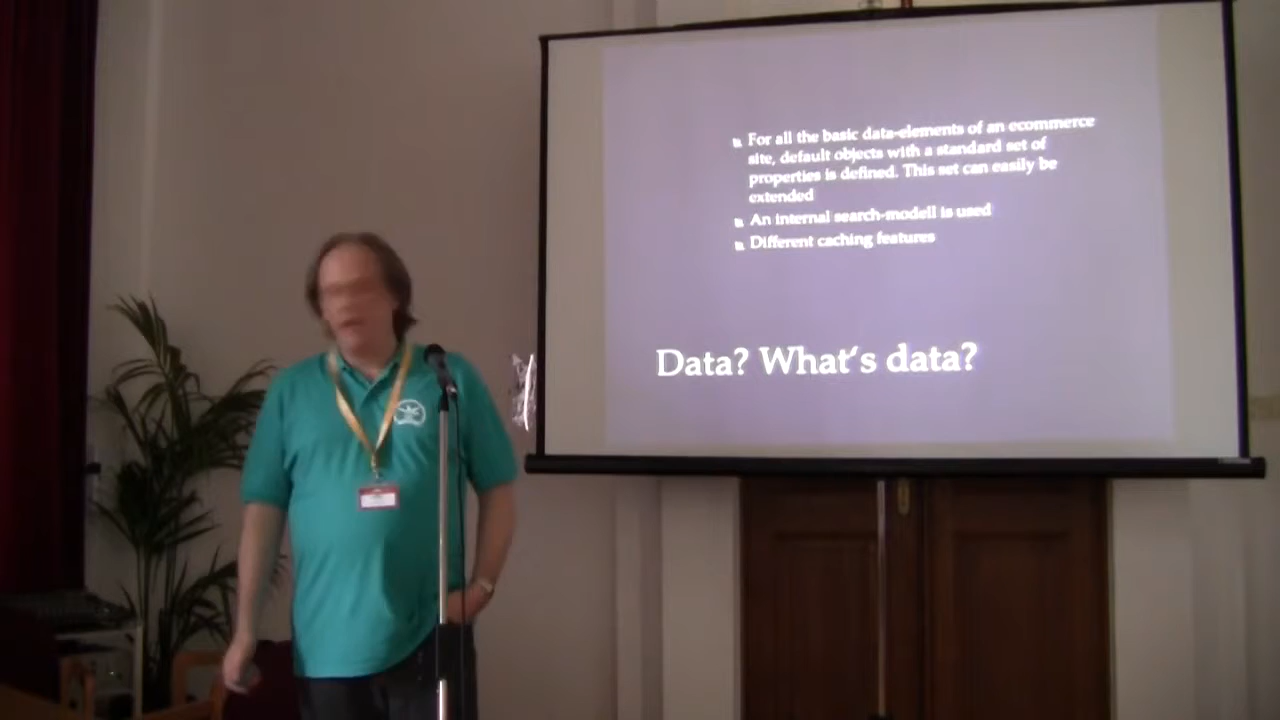 For all the basic data-elements of an ecommerce
site, default objects with a standard set of
properties is defined. This set can easily be
extended
An internal search-modell is used
Different caching features
Data? What's data?